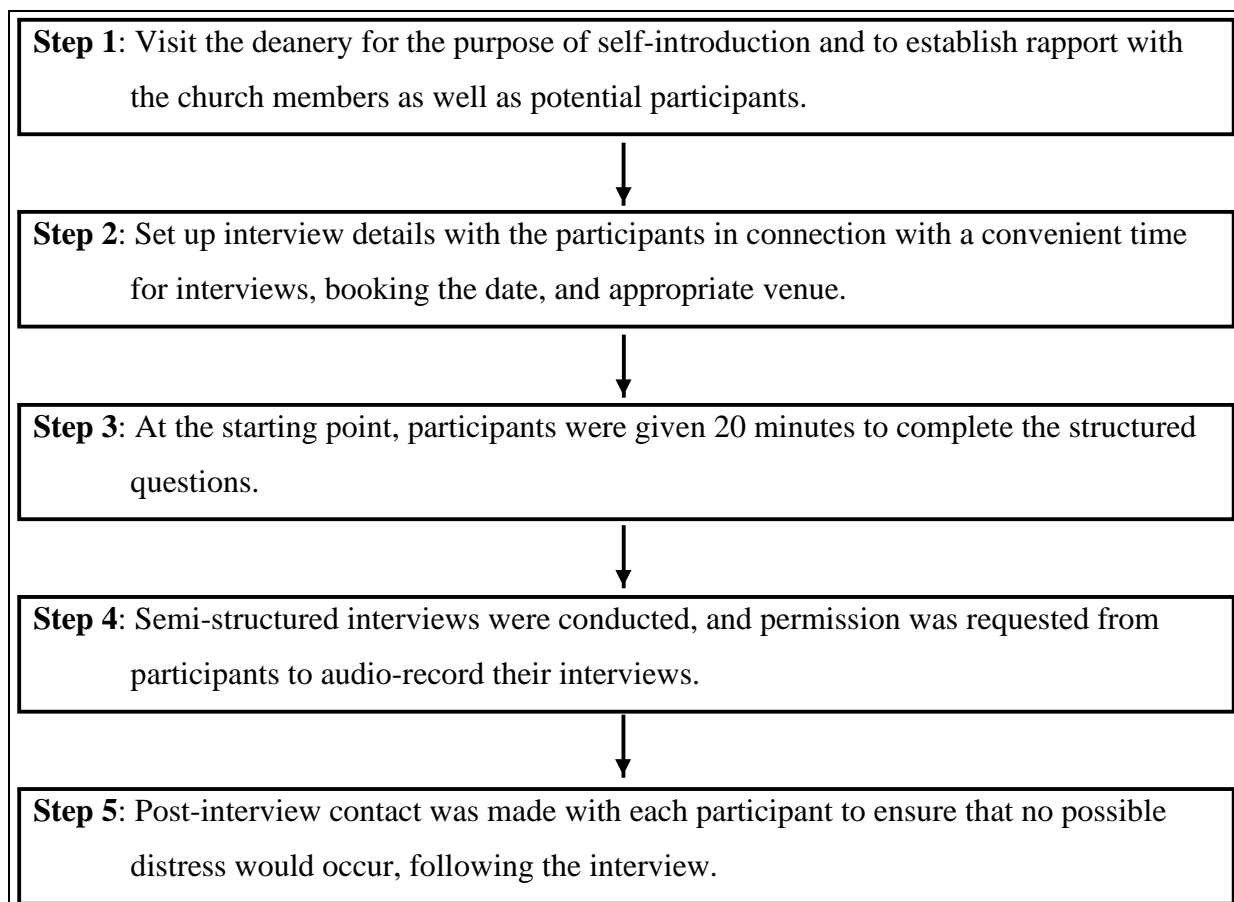 Step 1: Visit the deanery for the purpose of self-introduction and to establish rapport with
the church members as well as potential participants.
Step 2: Set up interview details with the participants in connection with a convenient time
for interviews, booking the date, and appropriate venue.
Step 3: At the starting point, participants were given 20 minutes to complete the structured
questions.
Step 4: Semi-structured interviews were conducted, and permission was requested from
participants to audio-record their interviews.
Step 5: Post-interview contact was made with each participant to ensure that no possible
distress would occur, following the interview.